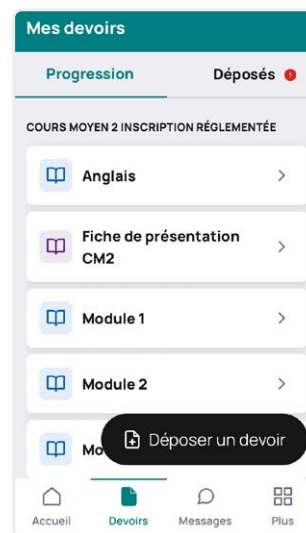 Mes devoirs
Progression
Déposés
COURS MOYEN 2 INSCRIPTION RÉGLEMENTÉE
Anglais
Fiche de présentation
CM2
Module 1
Module 2
Mo
Déposer un devoir
Accueil
Devoirs
Messages
Plus